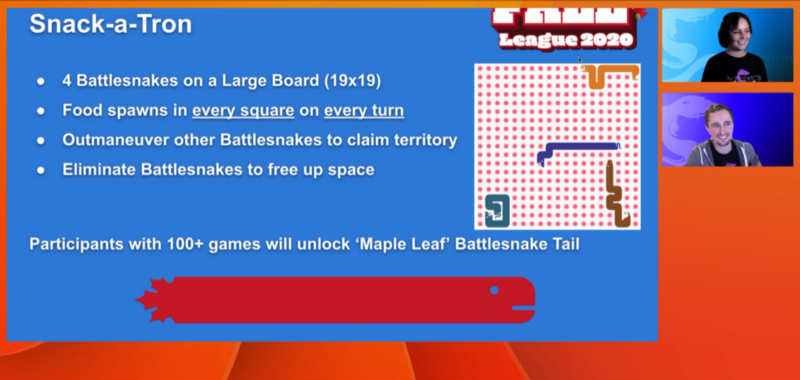 Snack-a-Tron
FALL
League 2020
● 4 Battlesnakes on a Large Board (19x19)
● Food spawns in every square on every turn
● Outmaneuver other Battlesnakes to claim territory
● Eliminate Battlesnakes to free up space
Participants with 100+ games will unlock ‘Maple Leaf’ Battlesnake Tail